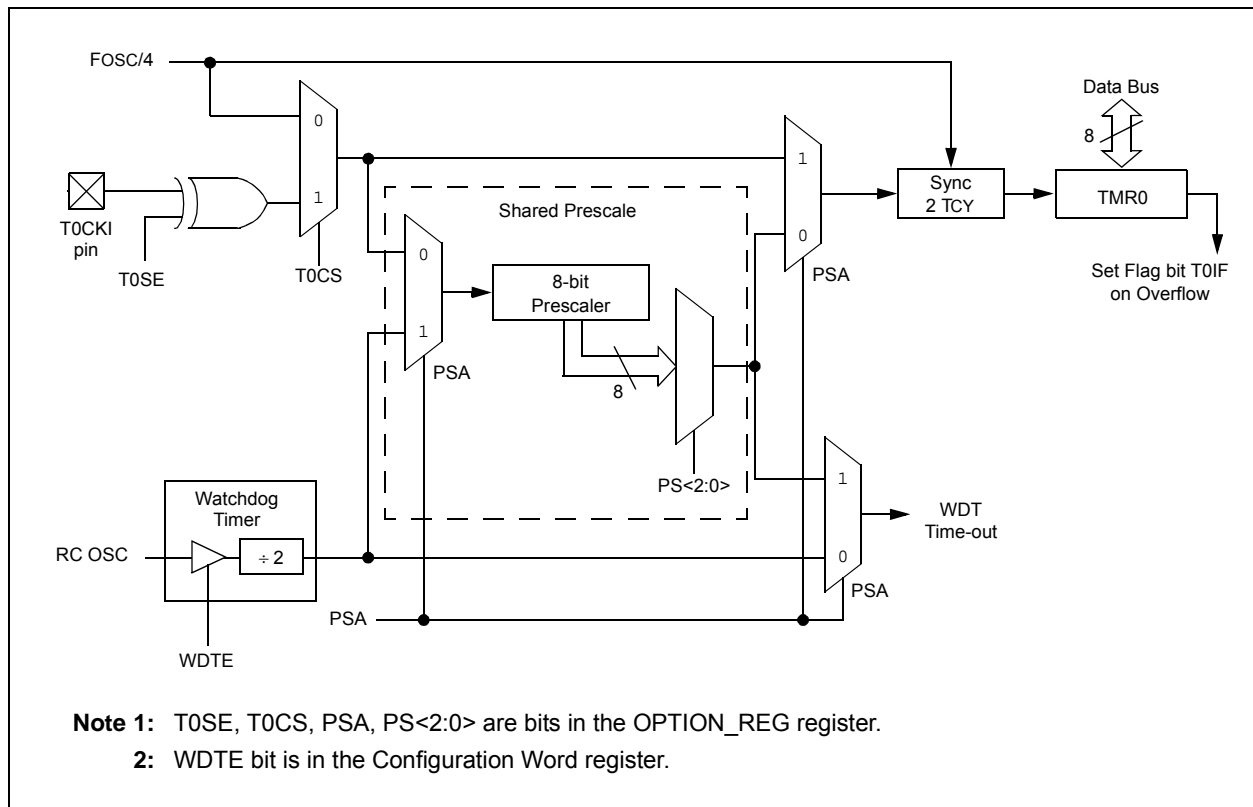 FOSC/4
Data Bus
8
0
1
1
0
T0CKI
pin
T0SE
T0CS
Shared Prescale
0
1
PSA
8-bit
Prescaler
8
PS<2:0>
PSA
Sync
2 TCY
TMR0
Set Flag bit T0IF
on Overflow
Watchdog
Timer
RC OSC
÷ 2
WDTE
PSA
1
0
PSA
WDT
Time-out
Note 1: T0SE, T0CS, PSA, PS<2:0> are bits in the OPTION_REG register.
2: WDTE bit is in the Configuration Word register.